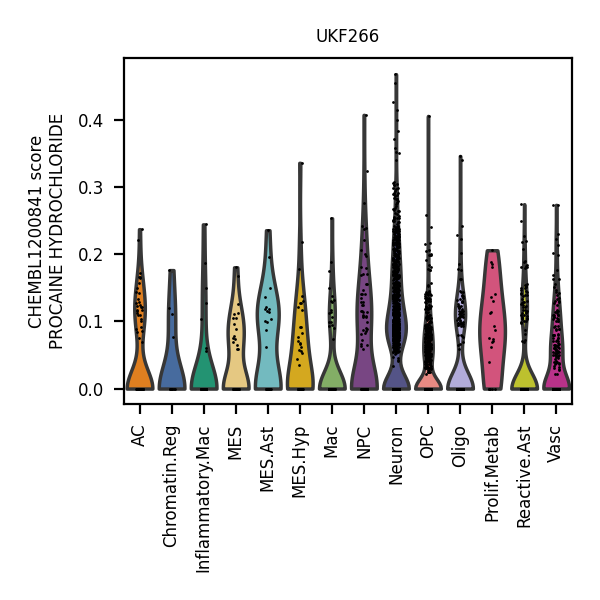 UKF266
CHEMBL1200841 score
PROCAINE HYDROCHLORIDE
0.4
0.3
0.2
0.1
0.0
AC
Chromatin.Reg
Inflammatory.Mac
MES
MES.Ast
MES.Hyp
Mac
NPC
Neuron
OPC
Oligo
Prolif.Metab
Reactive.Ast
Vasc